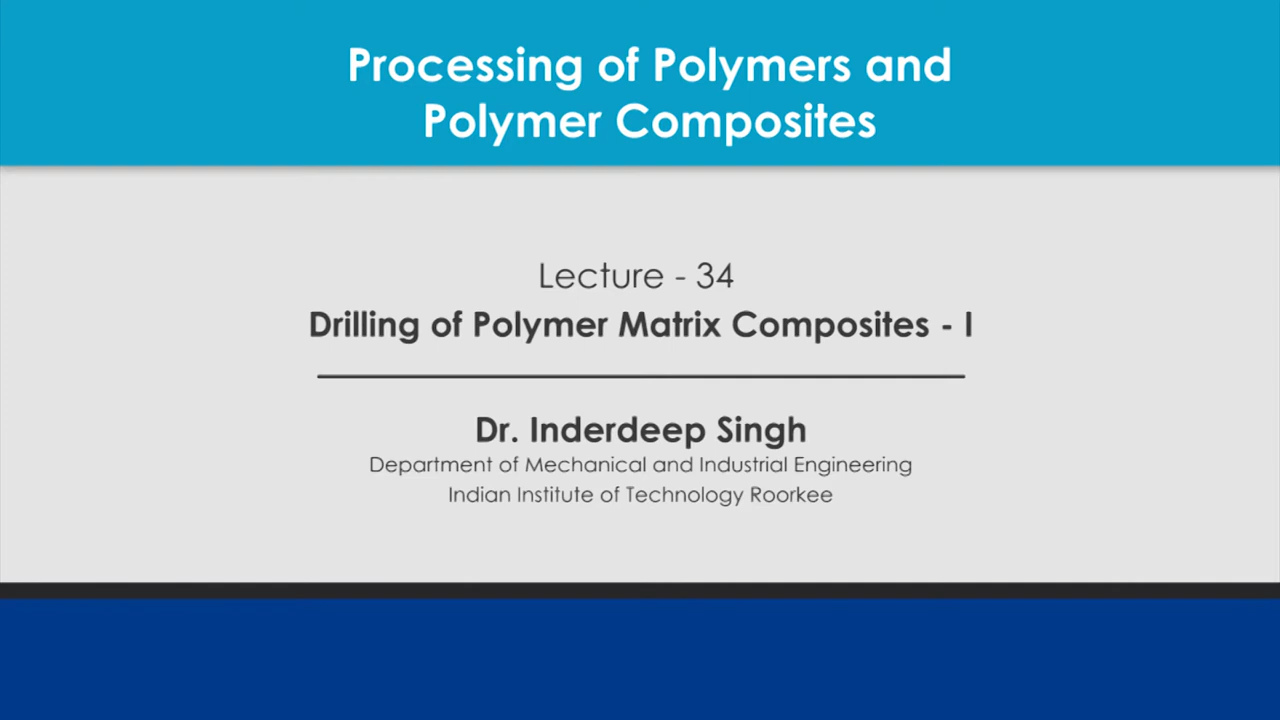 Processing of Polymers and
Polymer Composites
Lecture - 34
Drilling of Polymer Matrix Composites - I
Dr. Inderdeep Singh
Department of Mechanical and Industrial Engineering
Indian Institute of Technology Roorkee